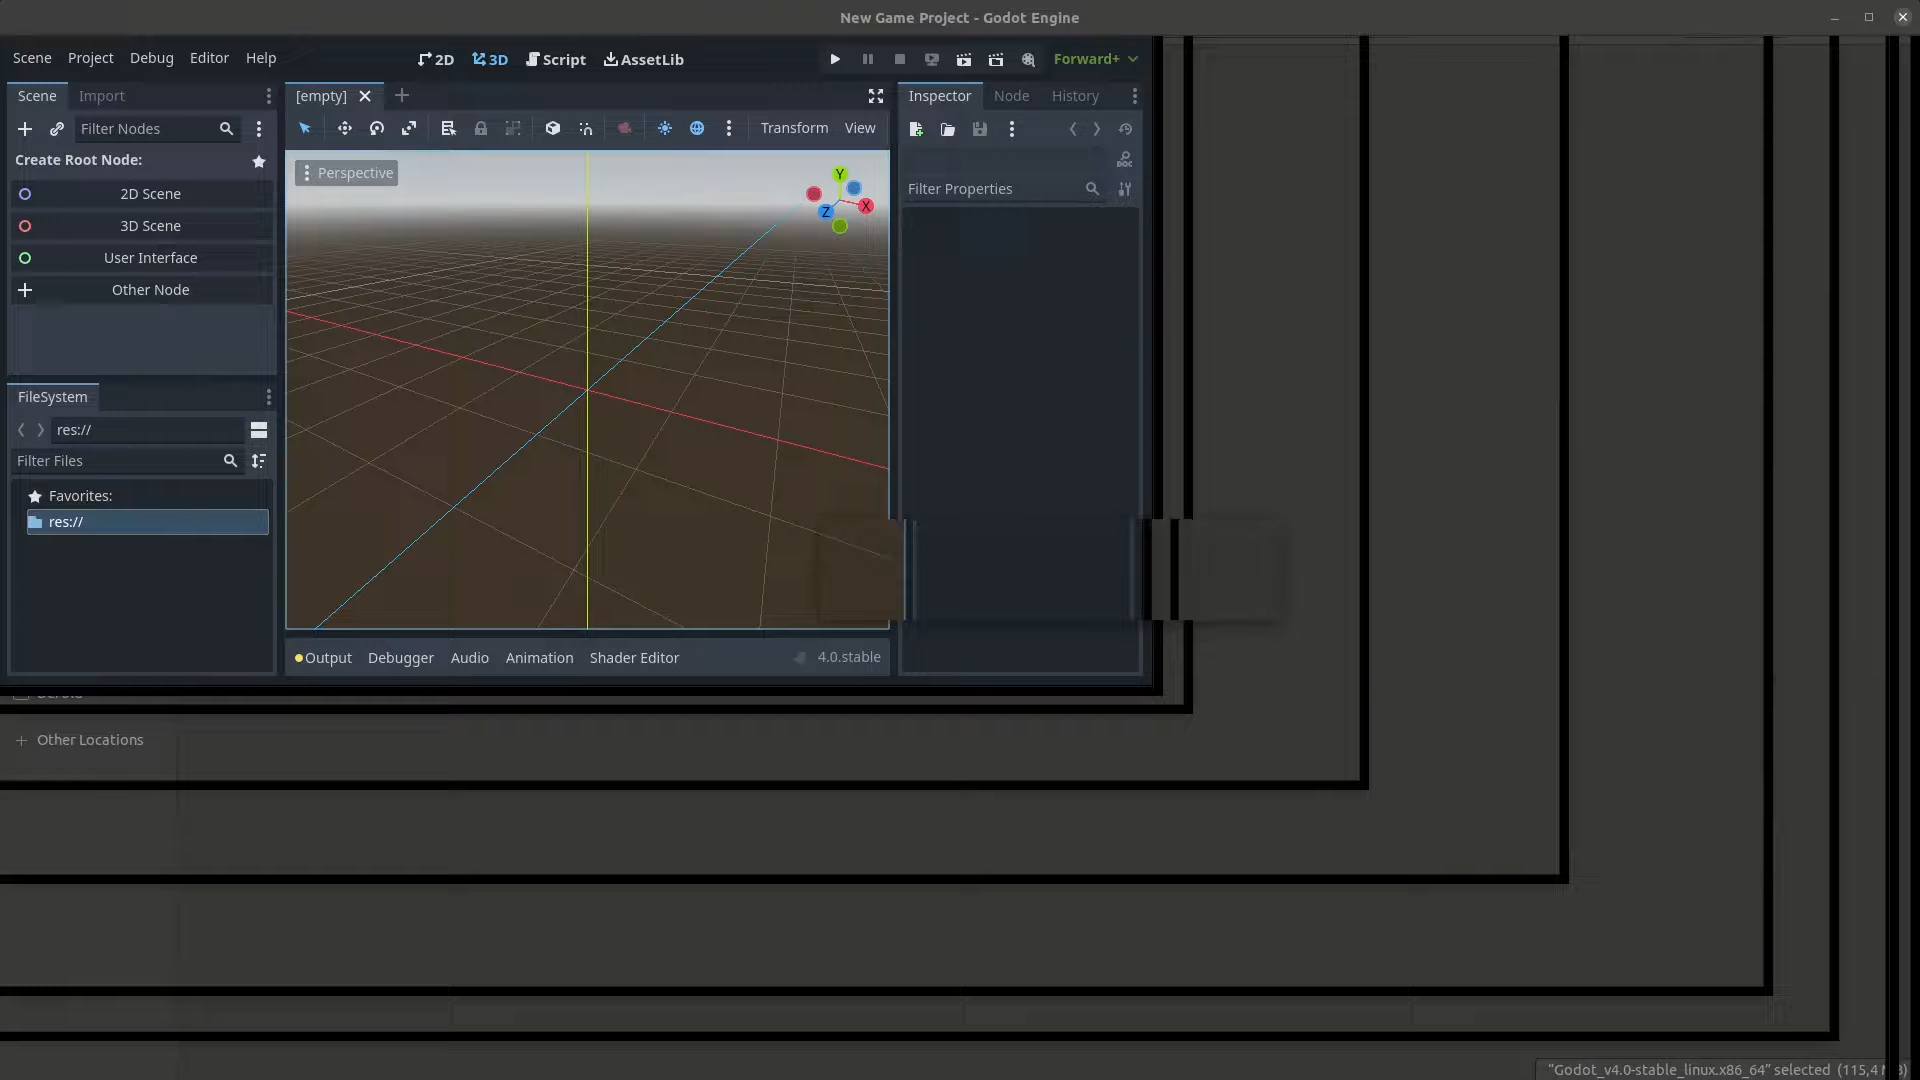 New Game Project - Godot Engine
Scene Project Debug Editor Help 2D 3D Script AssetLib Forward+
Scene Import
[empty]
Inspector Node History
Filter Nodes
Transform View
Create Root Node:
Perspective
Y
X
Z
Filter Properties
2D Scene
3D Scene
User Interface
Other Node
FileSystem
res://
Filter Files
Favorites:
res://
Output Debugger Audio Animation Shader Editor 4.0.stable
Other Locations
"Godot_v4.0-stable_linux.x86_64" selected (115,4